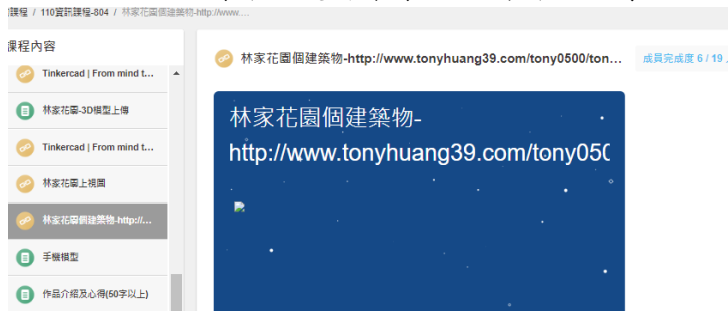 課程 / 110資訊課程-804 / 林家花園個建築物-http://www....
課程內容
Tinkercad | From mind t...
林家花園-3D模型上傳
Tinkercad | From mind t...
林家花園上視圖
林家花園個建築物-http://...
手機模型
作品介紹及心得(50字以上)
林家花園個建築物-http://www.tonyhuang39.com/tony0500/ton...
成員完成度 6 / 19
林家花園個建築物-
http://www.tonyhuang39.com/tony050